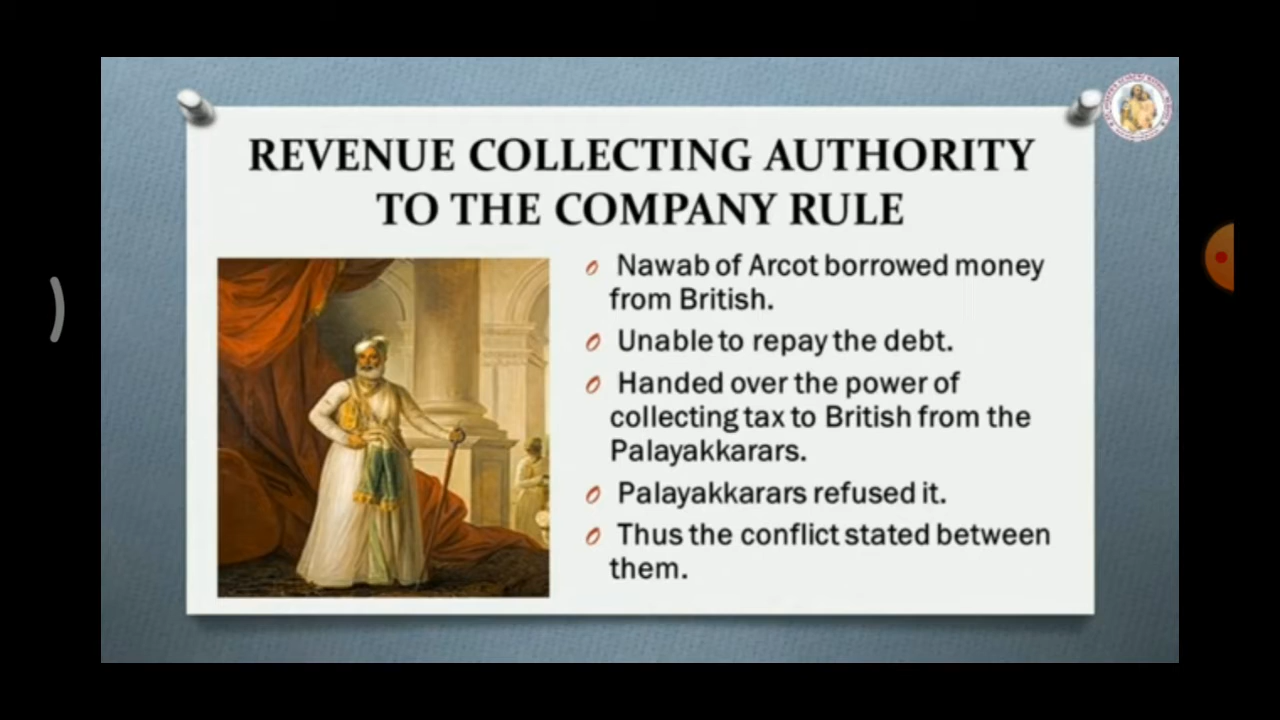 REVENUE COLLECTING AUTHORITY
TO THE COMPANY RULE
Nawab of Arcot borrowed money
from British.
Unable to repay the debt.
Handed over the power of
collecting tax to British from the
Palayakkarars.
Palayakkarars refused it.
Thus the conflict stated between
them.